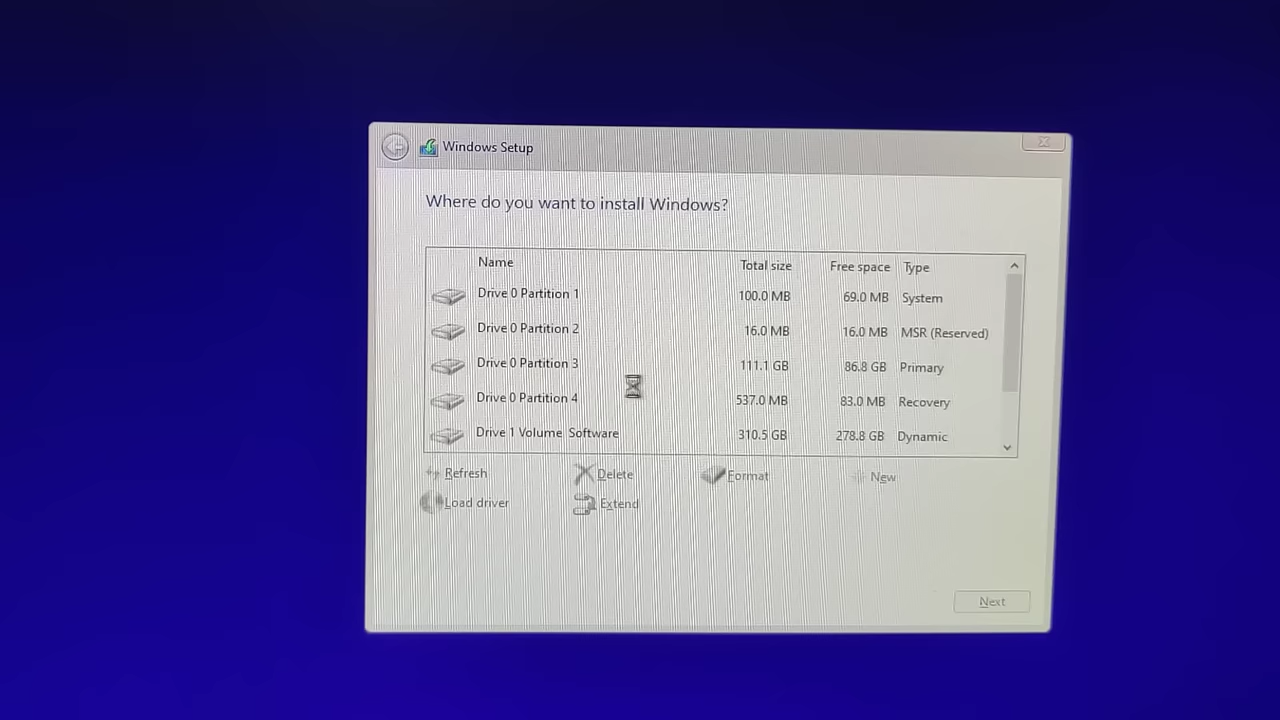 Windows Setup
Where do you want to install Windows?
Name Total size Free space Type
Drive 0 Partition 1 100.0 MB 69.0 MB System
Drive 0 Partition 2 16.0 MB 16.0 MB MSR (Reserved)
Drive 0 Partition 3 111.1 GB 86.8 GB Primary
Drive 0 Partition 4 537.0 MB 83.0 MB Recovery
Drive 1 Volume Software 310.5 GB 278.8 GB Dynamic
Refresh Delete Format New
Load driver Extend
Next